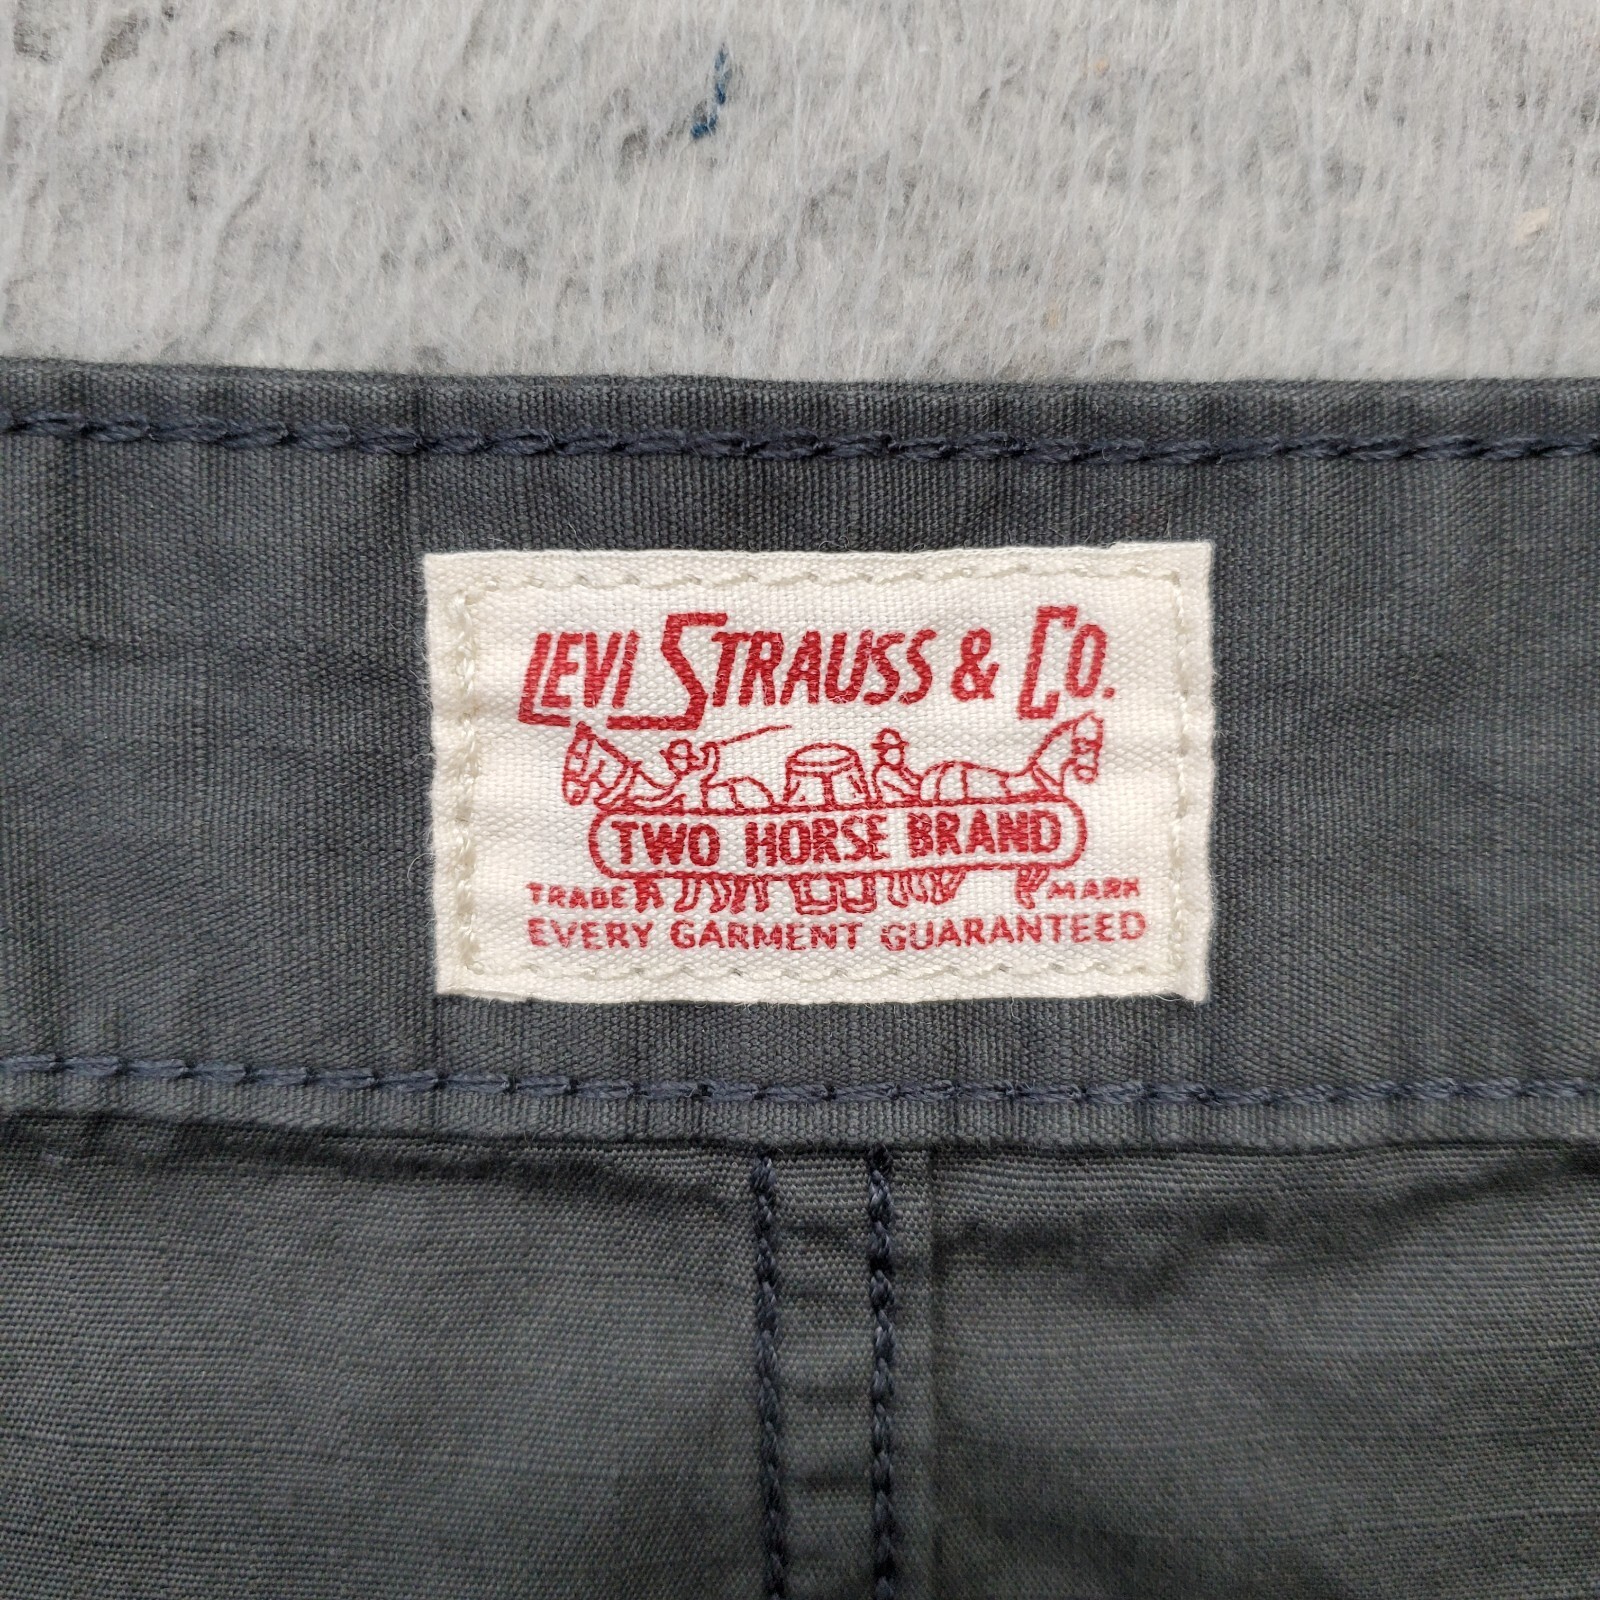 LEVI STRAUSS & CO.
TWO HORSE BRAND
TRADE MARK
EVERY GARMENT GUARANTEED